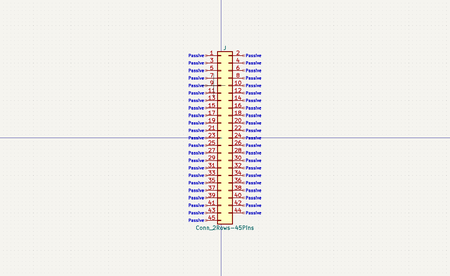 J
Passive 1 2 Passive
Passive 3 4 Passive
Passive 5 6 Passive
Passive 7 8 Passive
Passive 9 10 Passive
Passive 11 12 Passive
Passive 13 14 Passive
Passive 15 16 Passive
Passive 17 18 Passive
Passive 19 20 Passive
Passive 21 22 Passive
Passive 23 24 Passive
Passive 25 26 Passive
Passive 27 28 Passive
Passive 29 30 Passive
Passive 31 32 Passive
Passive 33 34 Passive
Passive 35 36 Passive
Passive 37 38 Passive
Passive 39 40 Passive
Passive 41 42 Passive
Passive 43 44 Passive
Passive 45
Conn_2Rows-45Pins